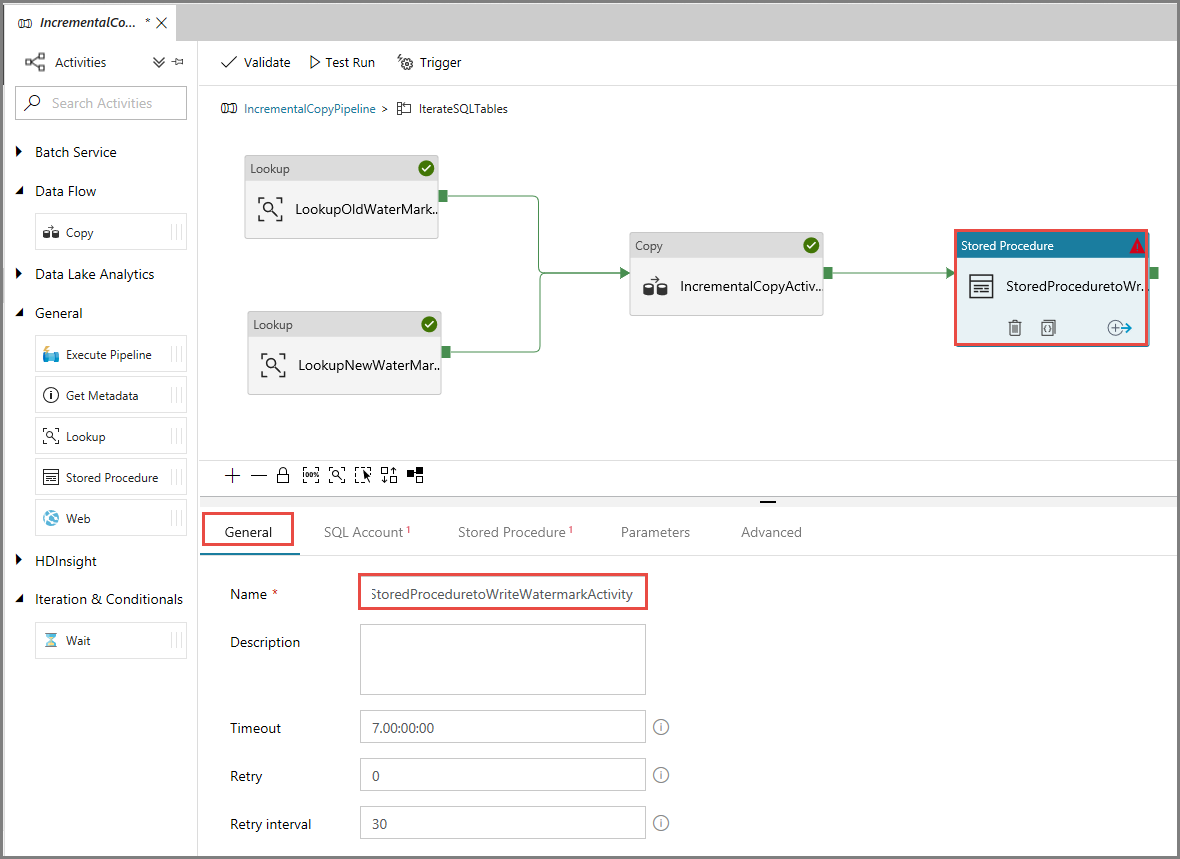 IncrementalCo... *
Activities
Search Activities
Batch Service
Data Flow
Copy
Data Lake Analytics
General
Execute Pipeline
Get Metadata
Lookup
Stored Procedure
Web
HDInsight
Iteration & Conditionals
Wait
Validate Test Run Trigger
IncrementalCopyPipeline > IterateSQLTables
Lookup
LookupOldWaterMark..
Lookup
LookupNewWaterMar..
Copy
IncrementalCopyActiv..
Stored Procedure
StoredProceduretoWr..
100%
General SQL Account 1 Stored Procedure 1 Parameters Advanced
Name * StoredProceduretoWriteWatermarkActivity
Description
Timeout 7.00:00:00
Retry 0
Retry interval 30